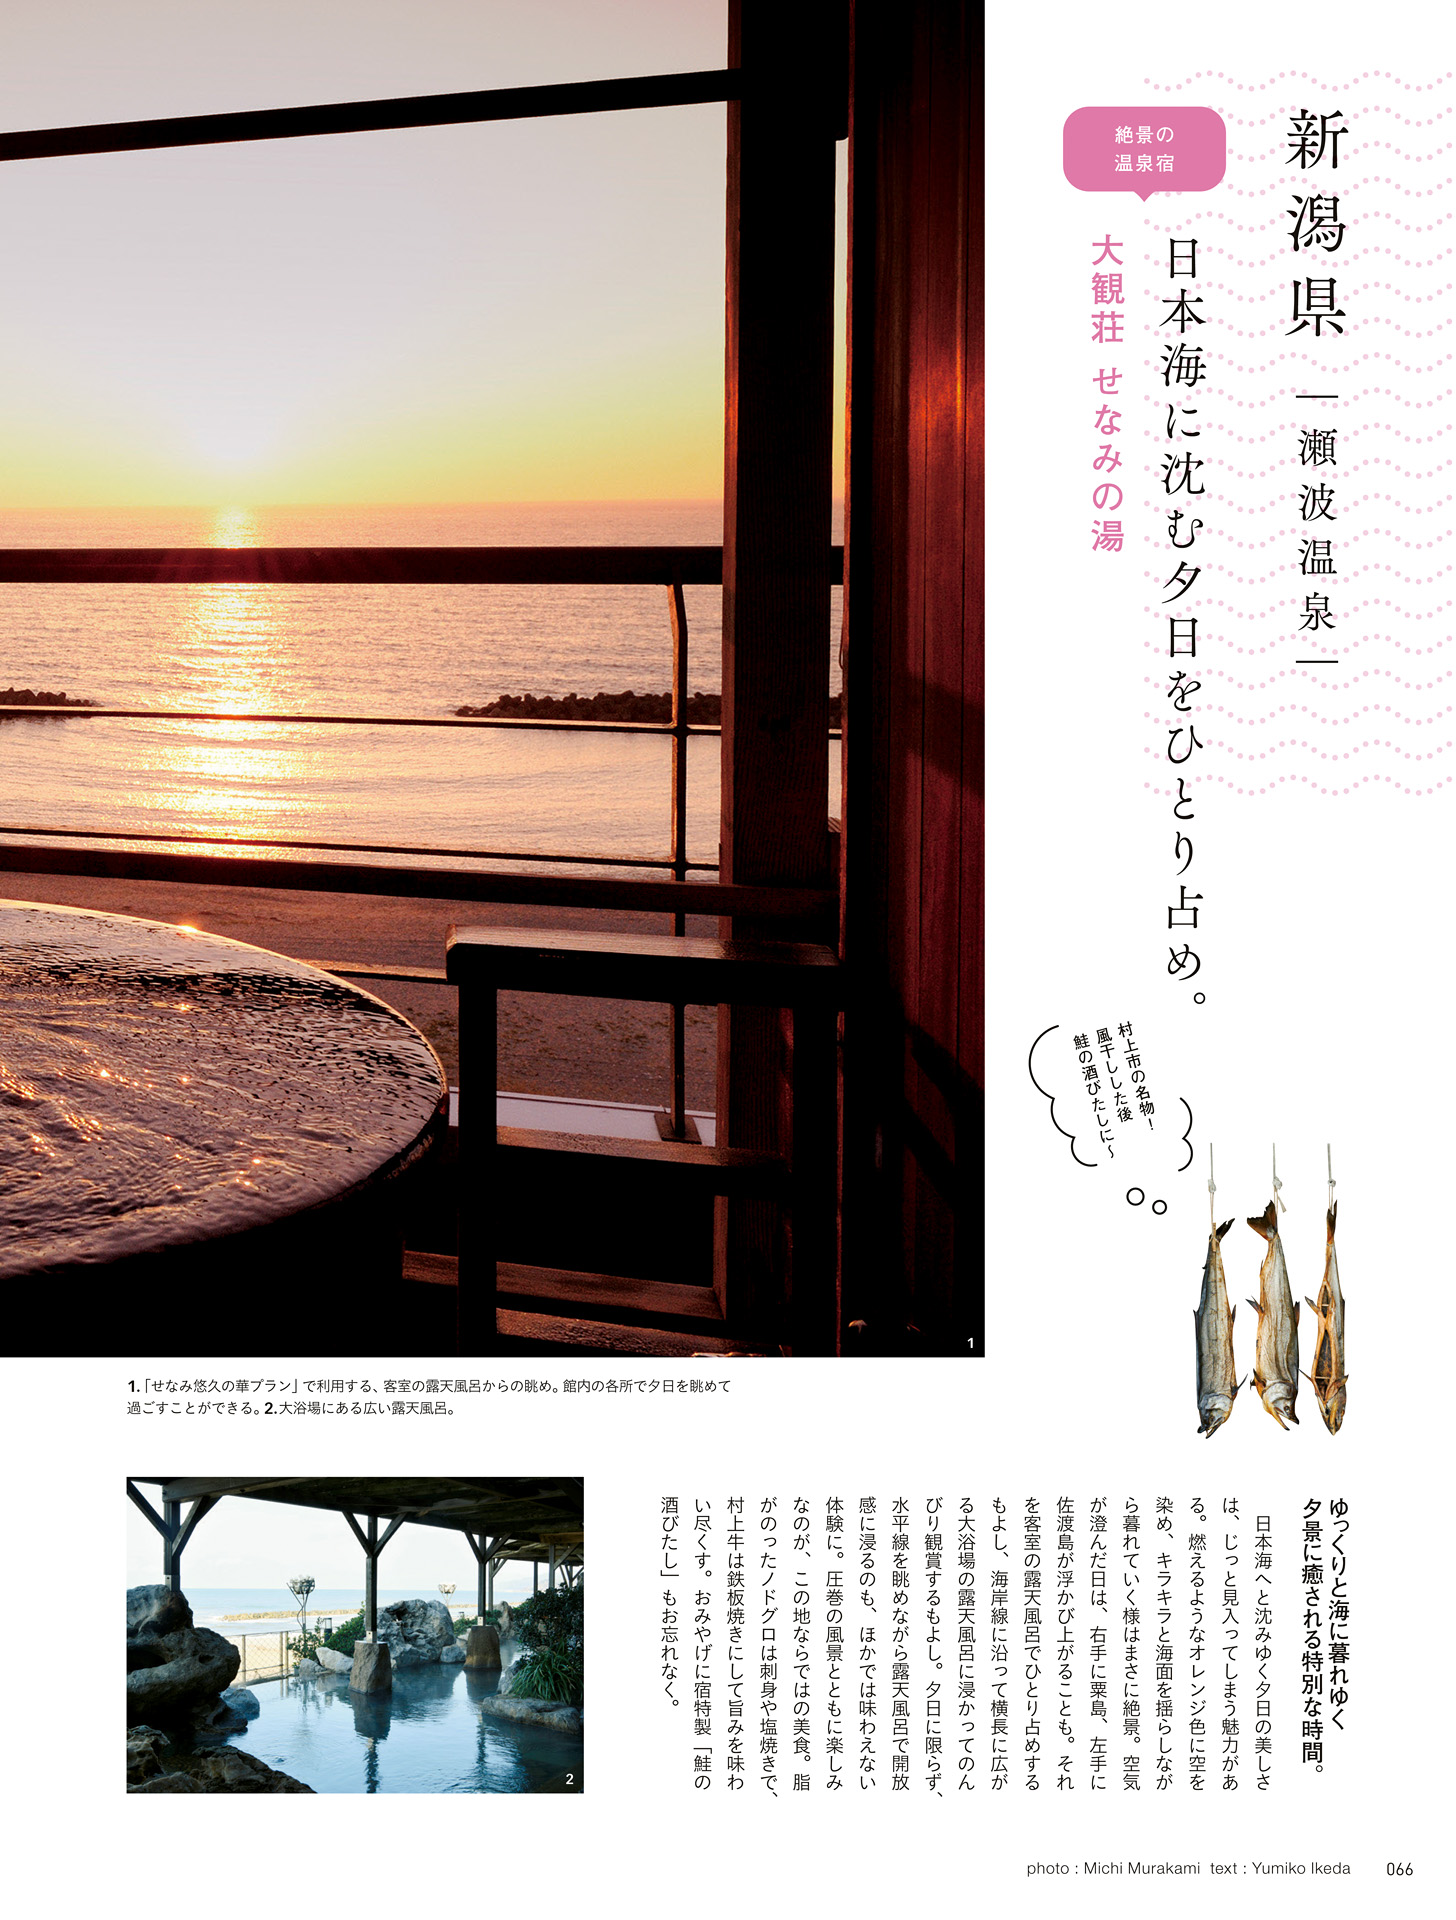 新潟県
―瀬波温泉―
絶景の
温泉宿
日本海に沈む夕日をひとり占め。
大観荘 せなみの湯
村上市の名物!
風干しした後
鮭の酒びたしに〜
1
1.「せなみ悠久の華プラン」で利用する、客室の露天風呂からの眺め。館内の各所で夕日を眺めて
過ごすことができる。2.大浴場にある広い露天風呂。
ゆっくりと海に暮れゆく
夕景に癒される特別な時間。
日本海へと沈みゆく夕日の美しさ
は、じっと見入ってしまう魅力があ
る。燃えるようなオレンジ色に空を
染め、キラキラと海面を揺らしなが
ら暮れていく様はまさに絶景。空気
が澄んだ日は、右手に粟島、左手に
佐渡島が浮かび上がることも。それ
を客室の露天風呂でひとり占めする
もよし、海岸線に沿って横長に広が
る大浴場の露天風呂に浸かってのん
びり観賞するもよし。夕日に限らず、
水平線を眺めながら露天風呂で開放
感に浸るのも、ほかでは味わえない
体験に。圧巻の風景とともに楽しみ
なのが、この地ならではの美食。脂
がのったノドグロは刺身や塩焼きで、
村上牛は鉄板焼きにして旨みを味わ
い尽くす。おみやげに宿特製「鮭の
酒びたし」もお忘れなく。
2
photo : Michi Murakami text : Yumiko Ikeda
066